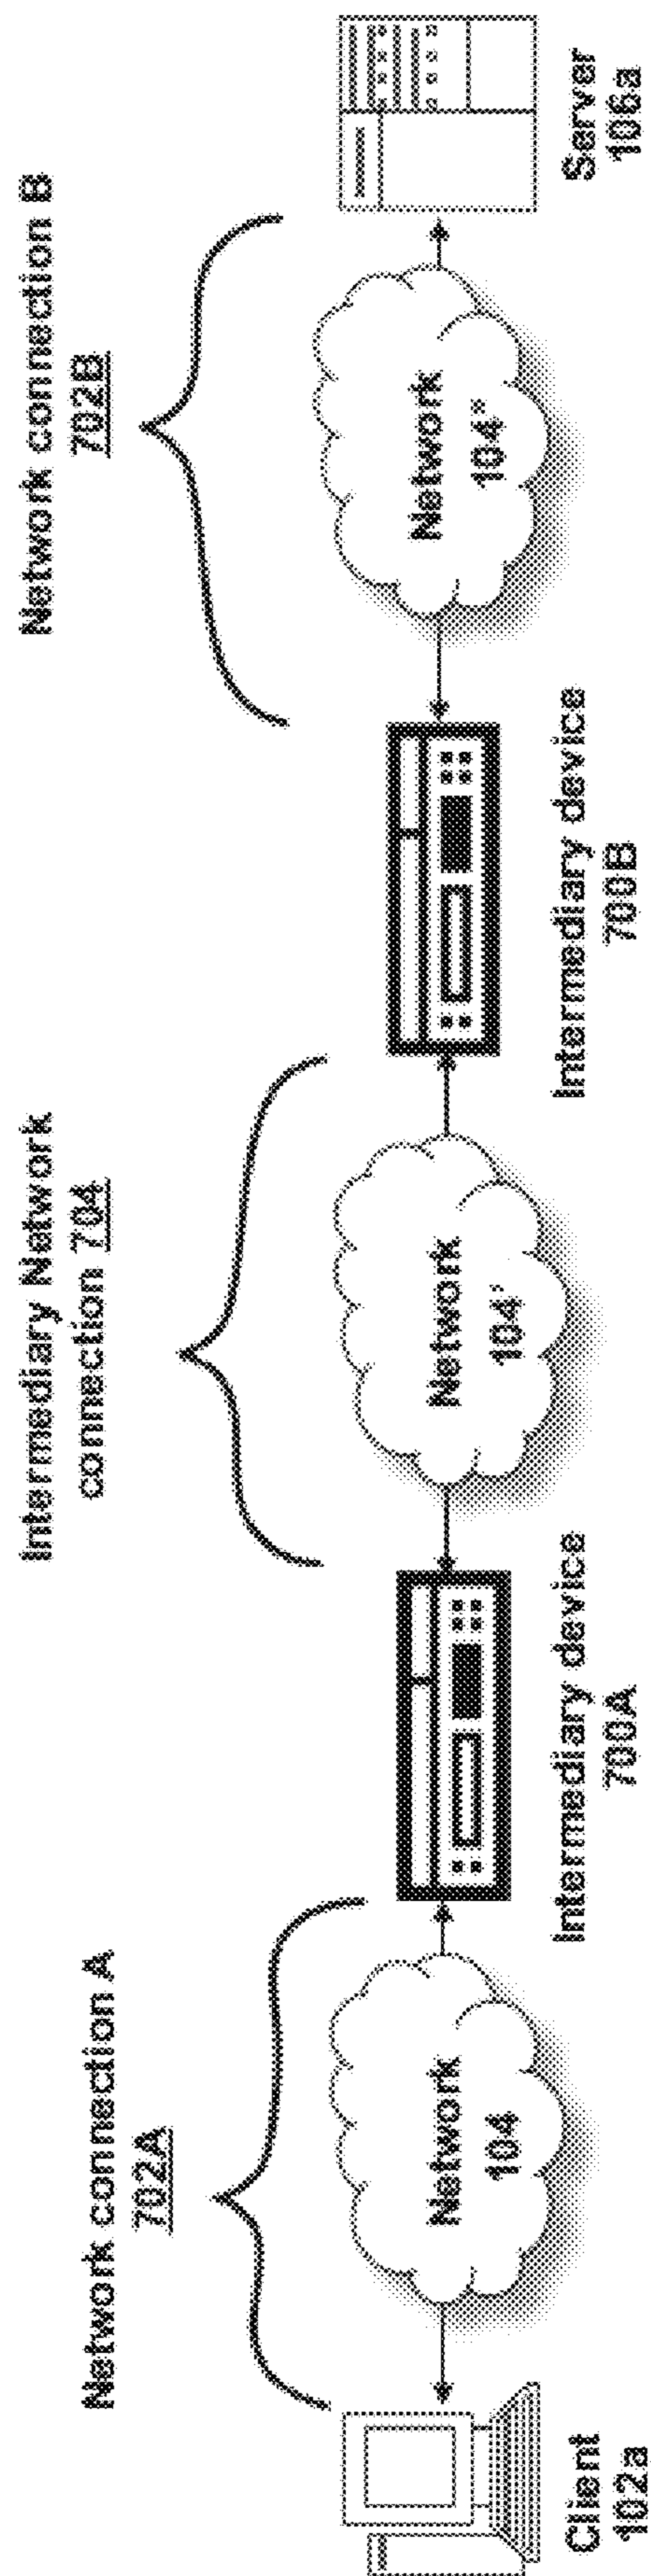 Network connection A
702A
Intermediary Network
connection 704
Network connection B
702B
Network
104
Network
104'
Network
104"
Client
102a
Intermediary device
700A
Intermediary device
700B
Server
106a